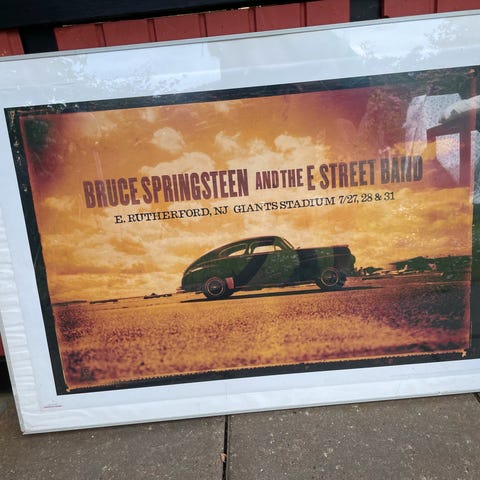 BRUCE SPRINGSTEEN AND THE E STREET BAND
E. RUTHERFORD, NJ GIANTS STADIUM 7/27, 28 & 31